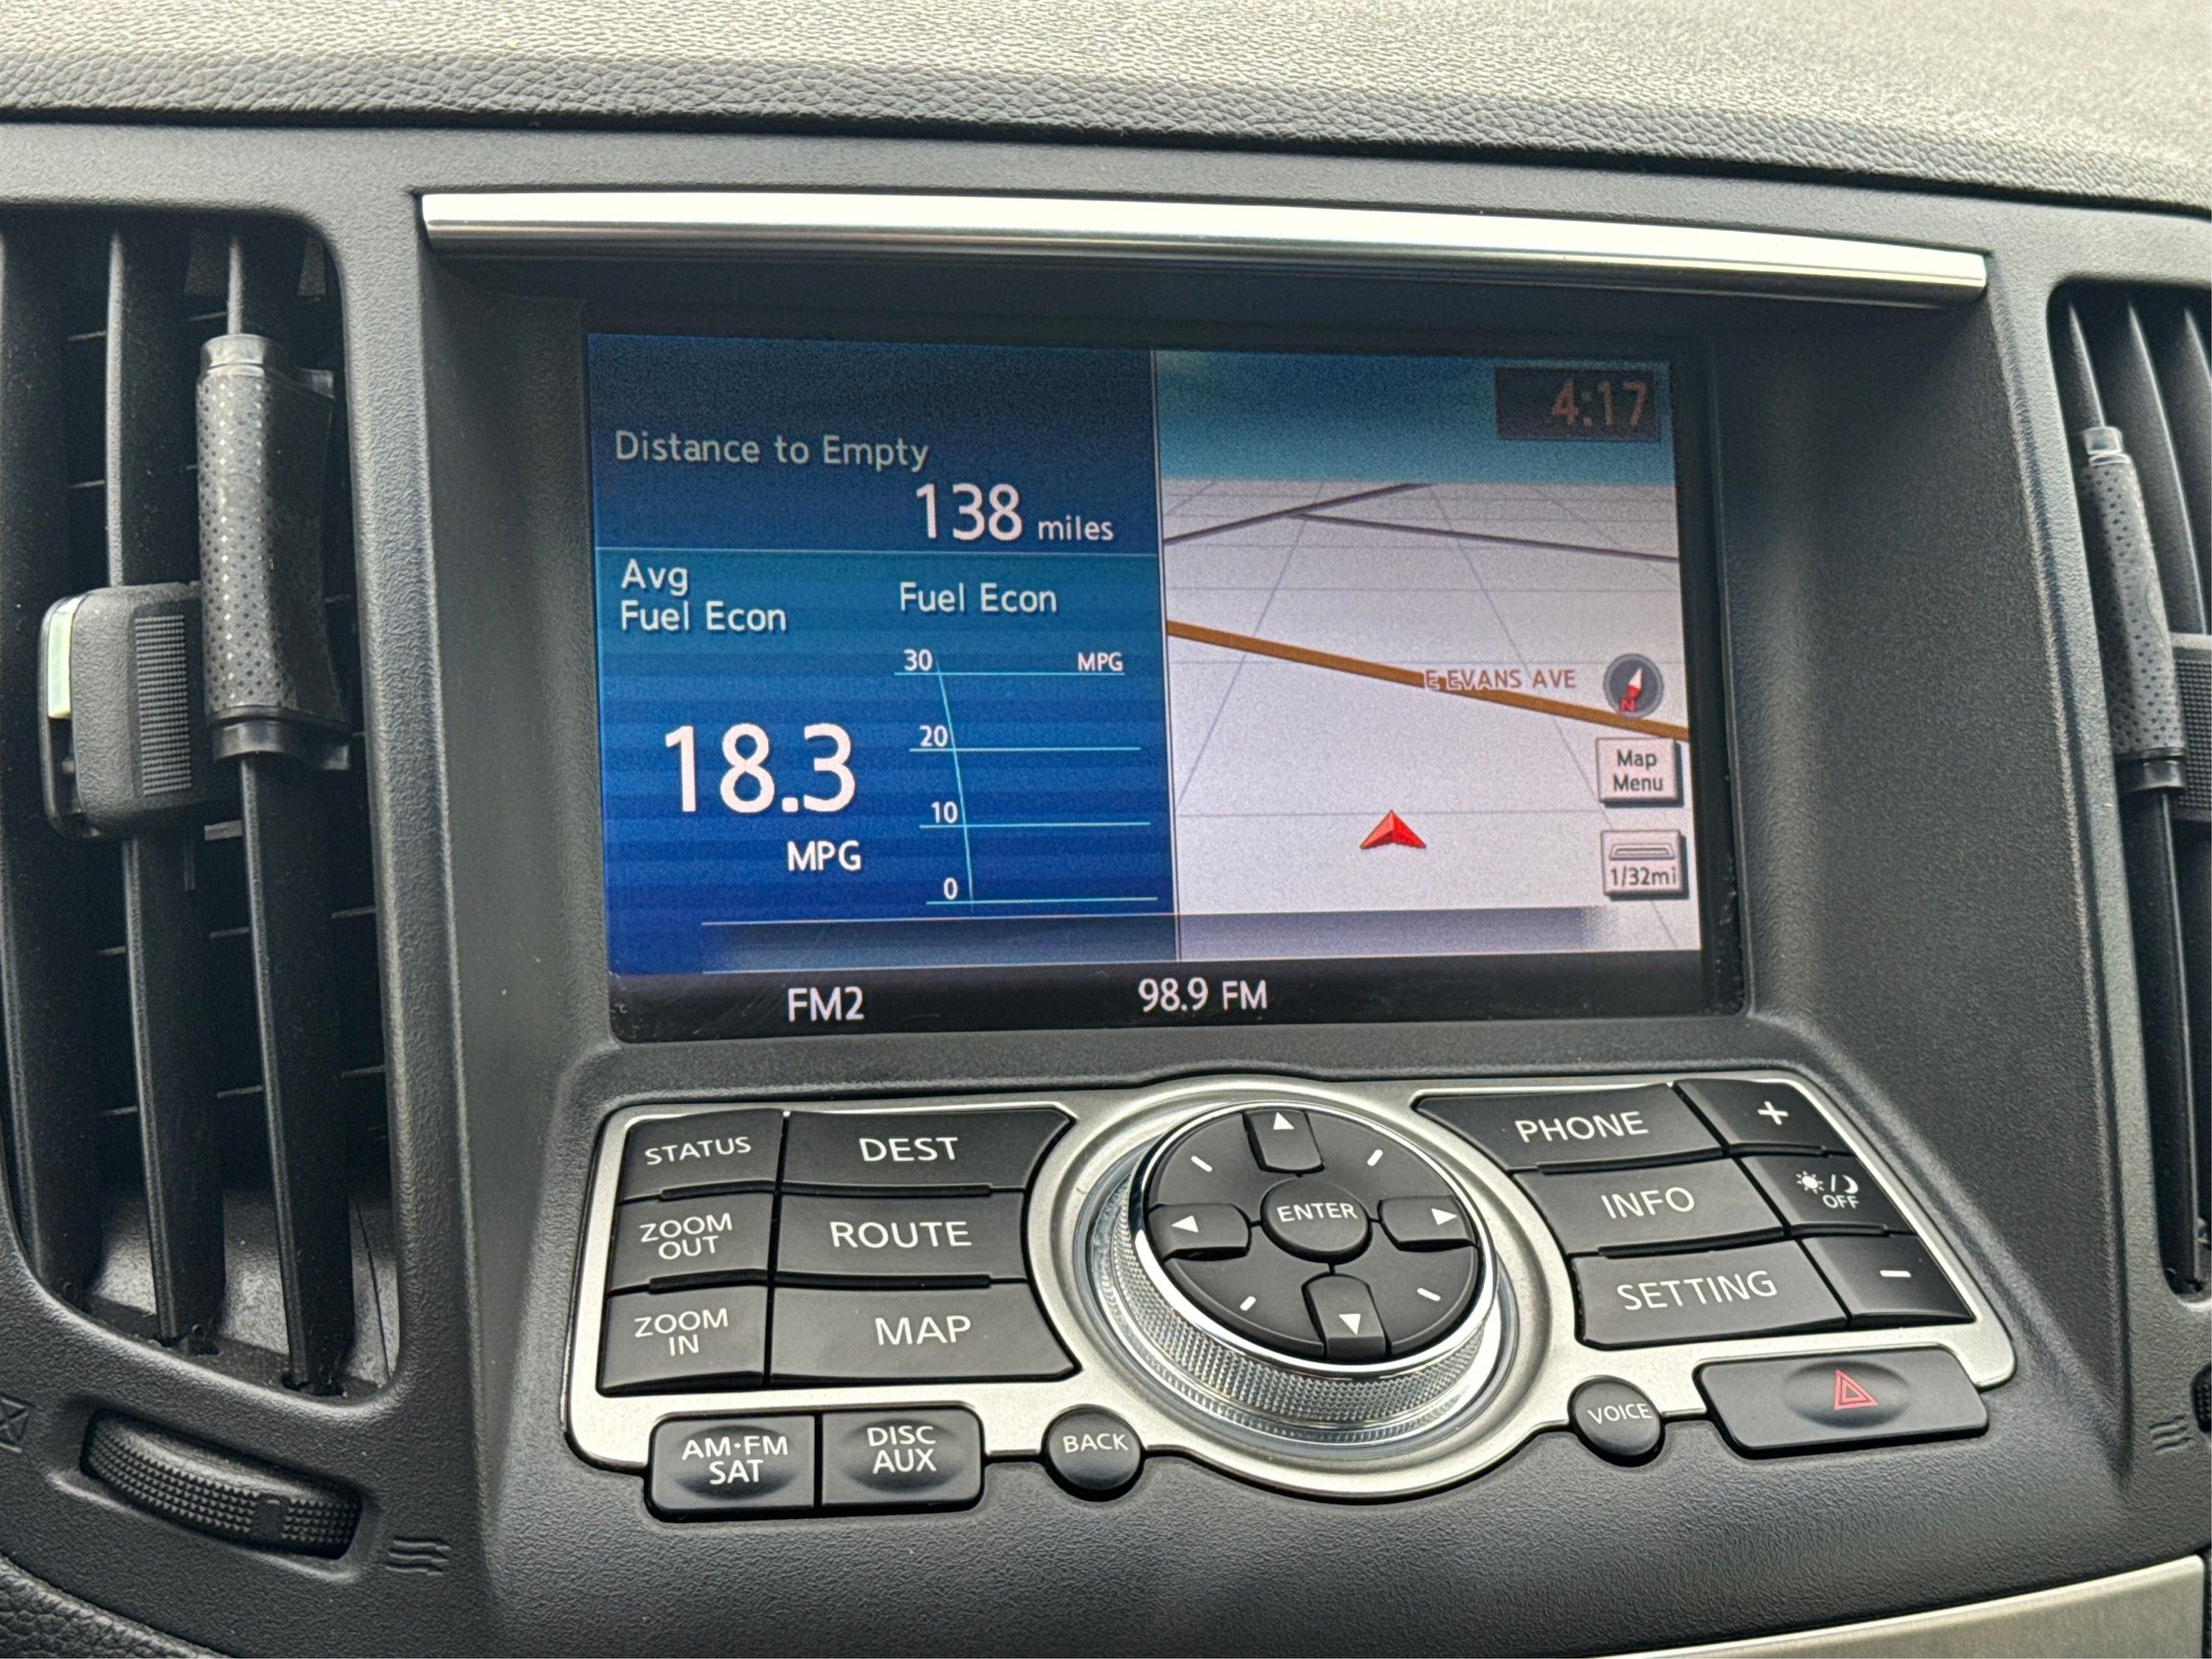 4:17
Distance to Empty
138 miles
Avg
Fuel Econ
Fuel Econ
30
MPG
20
18.3
10
MPG
0
E EVANS AVE
N
Map
Menu
1/32mi
FM2
98.9 FM
STATUS
DEST
ZOOM
OUT
ROUTE
ZOOM
IN
MAP
ENTER
PHONE
+
INFO
OFF
SETTING
−
AM·FM
SAT
DISC
AUX
BACK
VOICE